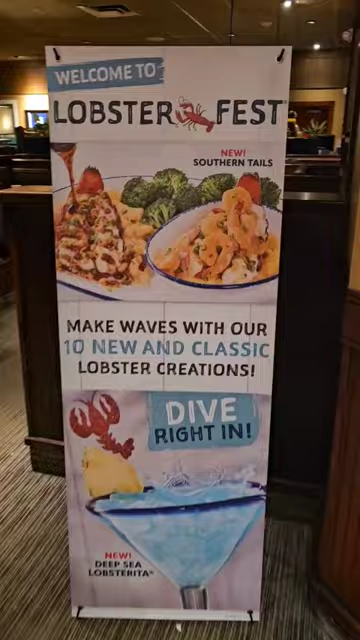 WELCOME TO
LOBSTER FEST®
NEW!
SOUTHERN TAILS
MAKE WAVES WITH OUR
10 NEW AND CLASSIC
LOBSTER CREATIONS!
DIVE
RIGHT IN!
NEW!
DEEP SEA
LOBSTERITA®